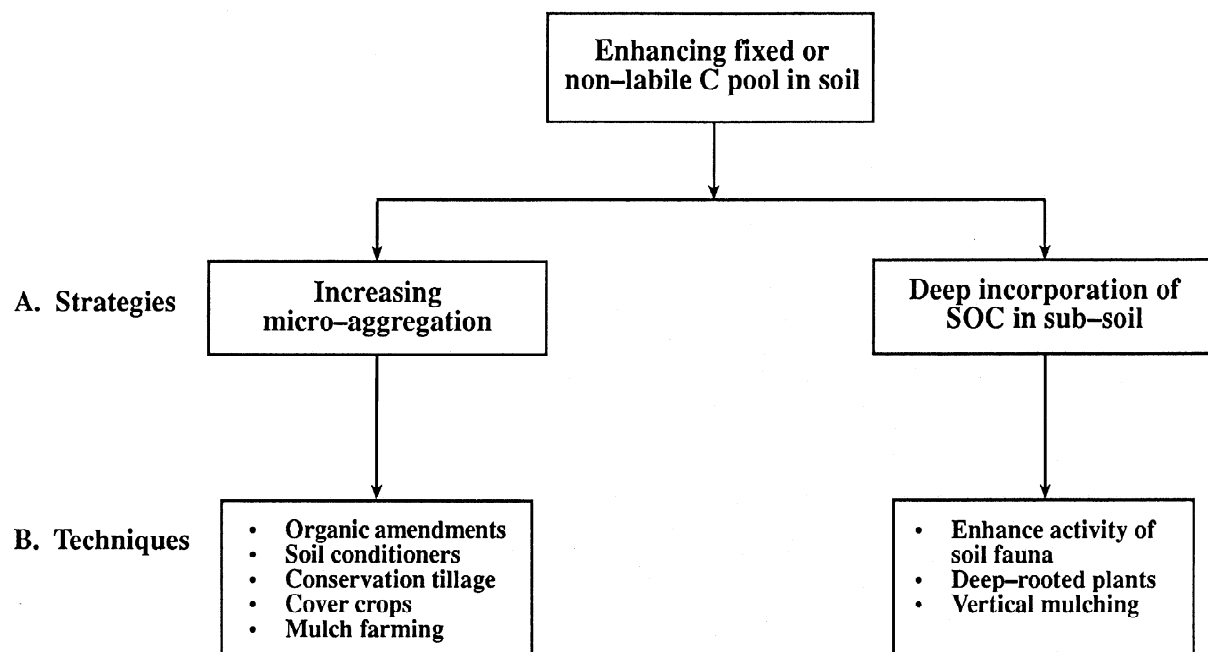 Enhancing fixed or
non–labile C pool in soil
A. Strategies
Increasing
micro–aggregation
Deep incorporation of
SOC in sub–soil
B. Techniques
• Organic amendments
• Soil conditioners
• Conservation tillage
• Cover crops
• Mulch farming
• Enhance activity of
soil fauna
• Deep–rooted plants
• Vertical mulching